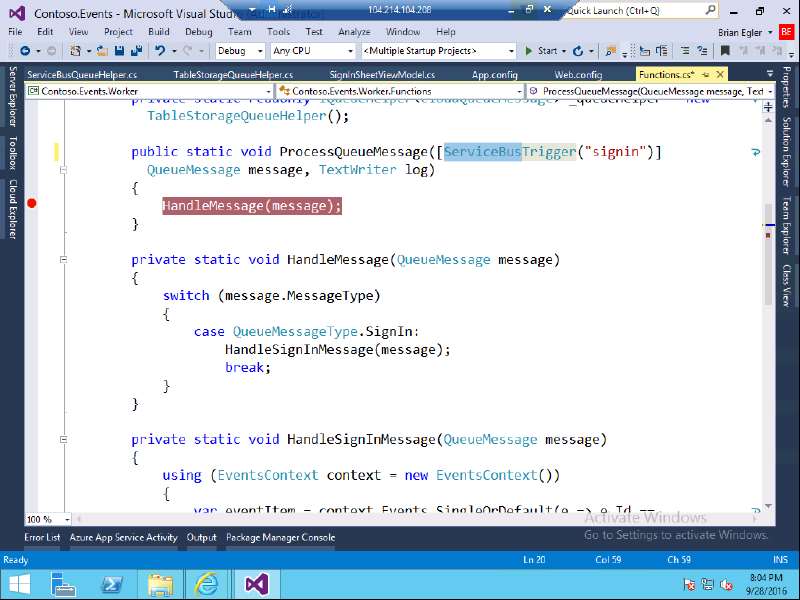 Contoso.Events - Microsoft Visual Stu
104.214.104.208
Quick Launch (Ctrl+Q)
File Edit View Project Build Debug Team Tools Test Analyze Window Help
Brian Egler BE
Debug Any CPU <Multiple Startup Projects> Start
ServiceBusQueueHelper.cs TableStorageQueueHelper.cs SignInSheetViewModel.cs App.config Web.config Functions.cs*
Contoso.Events.Worker Contoso.Events.Worker.Functions ProcessQueueMessage(QueueMessage message, Text
private static readonly IQueueHelper<CloudQueueMessage> _queueHelper = new
TableStorageQueueHelper();
public static void ProcessQueueMessage([ServiceBusTrigger("signin")]
QueueMessage message, TextWriter log)
{
HandleMessage(message);
}
private static void HandleMessage(QueueMessage message)
{
switch (message.MessageType)
{
case QueueMessageType.SignIn:
HandleSignInMessage(message);
break;
}
}
private static void HandleSignInMessage(QueueMessage message)
{
using (EventsContext context = new EventsContext())
{
var eventItem = context.Events.SingleOrDefault(e => e.Id ==
Server Explorer
Toolbox
Cloud Explorer
Properties
Solution Explorer
Team Explorer
Class View
100 %
Activate Windows
Go to Settings to activate Windows.
Error List Azure App Service Activity Output Package Manager Console
Ready Ln 20 Col 59 Ch 59 INS
8:04 PM
9/28/2016